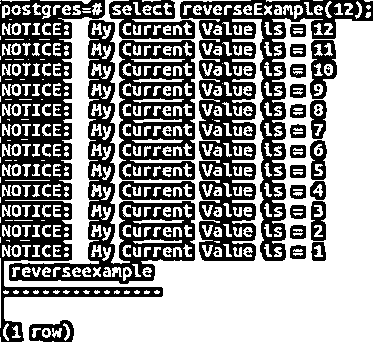 postgres=# select reverseExample(12);
NOTICE:  My Current Value is = 12
NOTICE:  My Current Value is = 11
NOTICE:  My Current Value is = 10
NOTICE:  My Current Value is = 9
NOTICE:  My Current Value is = 8
NOTICE:  My Current Value is = 7
NOTICE:  My Current Value is = 6
NOTICE:  My Current Value is = 5
NOTICE:  My Current Value is = 4
NOTICE:  My Current Value is = 3
NOTICE:  My Current Value is = 2
NOTICE:  My Current Value is = 1
 reverseexample
----------------
(1 row)